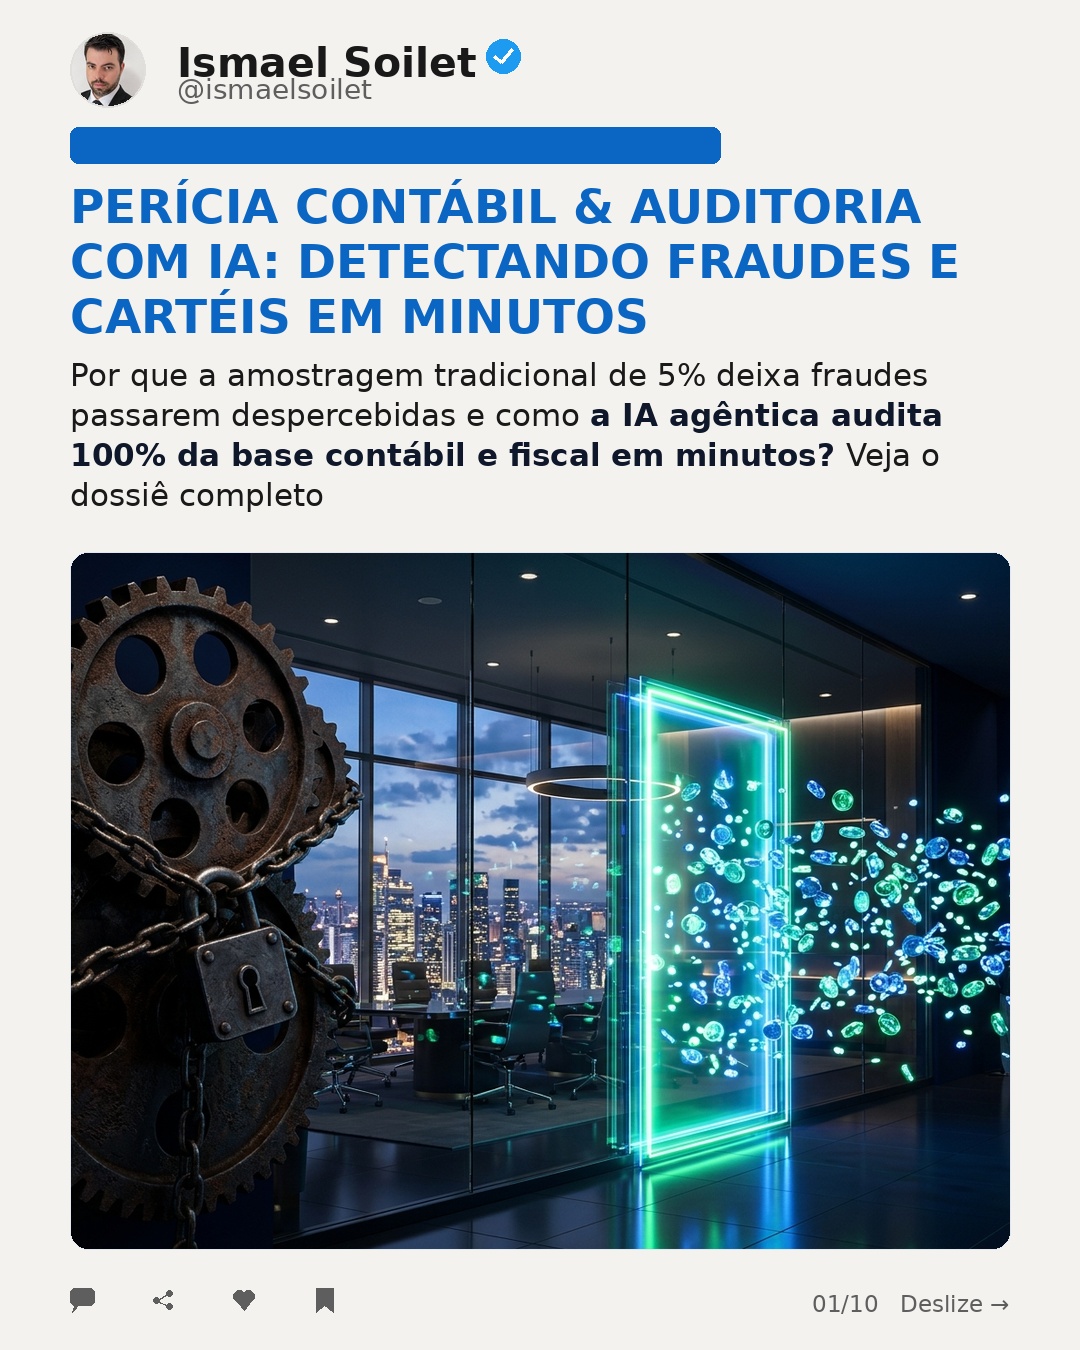 Ismael Soilet
@ismaelsoilet
PERÍCIA CONTÁBIL & AUDITORIA
COM IA: DETECTANDO FRAUDES E
CARTÉIS EM MINUTOS
Por que a amostragem tradicional de 5% deixa fraudes
passarem despercebidas e como a IA agêntica audita
100% da base contábil e fiscal em minutos? Veja o
dossiê completo
01/10 Deslize →